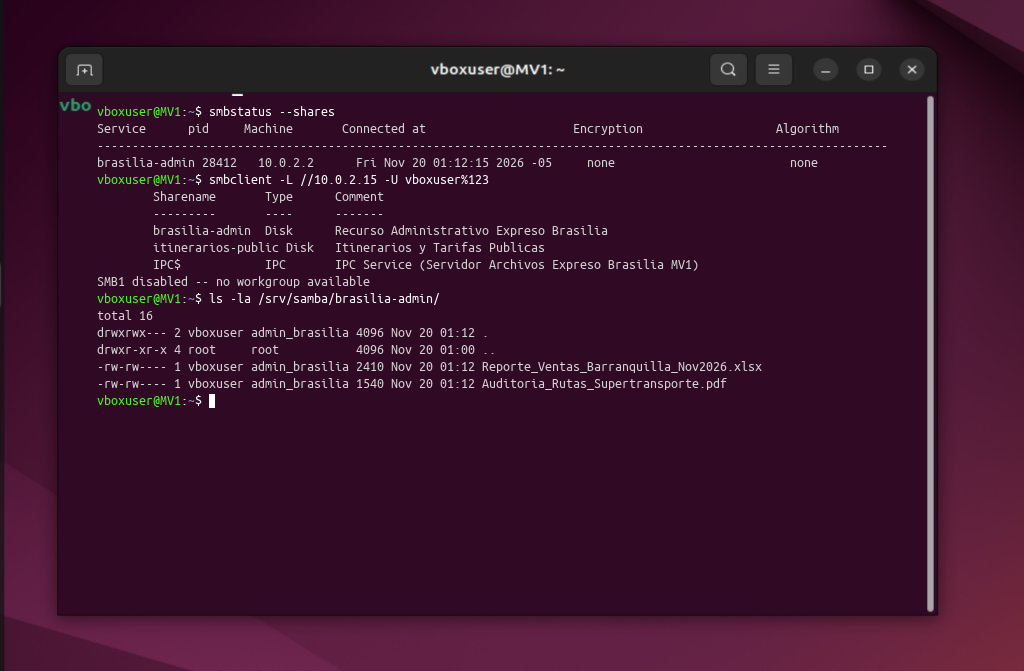 vboxuser@MV1: ~
vbo
vboxuser@MV1:~$ smbstatus --shares
Service      pid     Machine       Connected at                     Encryption                   Algorithm
-----------------------------------------------------------------------------------------------------------------
brasilia-admin 28412   10.0.2.2      Fri Nov 20 01:12:15 2026 -05     none                         none
vboxuser@MV1:~$ smbclient -L //10.0.2.15 -U vboxuser%123
        Sharename       Type      Comment
        ---------       ----      -------
        brasilia-admin  Disk      Recurso Administrativo Expreso Brasilia
        itinerarios-public Disk   Itinerarios y Tarifas Publicas
        IPC$            IPC       IPC Service (Servidor Archivos Expreso Brasilia MV1)
SMB1 disabled -- no workgroup available
vboxuser@MV1:~$ ls -la /srv/samba/brasilia-admin/
total 16
drwxrwx--- 2 vboxuser admin_brasilia 4096 Nov 20 01:12 .
drwxr-xr-x 4 root     root           4096 Nov 20 01:00 ..
-rw-rw---- 1 vboxuser admin_brasilia 2410 Nov 20 01:12 Reporte_Ventas_Barranquilla_Nov2026.xlsx
-rw-rw---- 1 vboxuser admin_brasilia 1540 Nov 20 01:12 Auditoria_Rutas_Supertransporte.pdf
vboxuser@MV1:~$